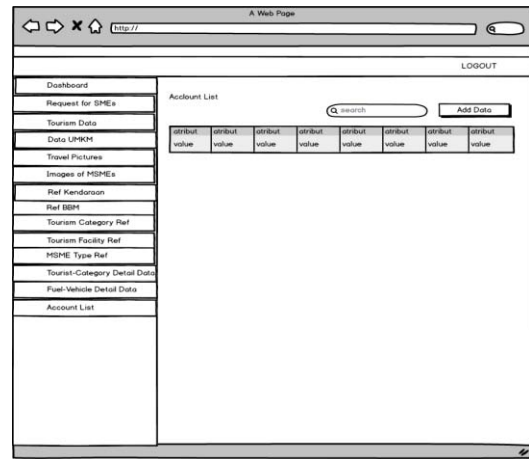 A Web Page
http://
LOGOUT
Dashboard
Request for SMEs
Tourism Data
Data UMKM
Travel Pictures
Images of MSMEs
Ref Kendaraan
Ref BBM
Tourism Category Ref
Tourism Facility Ref
MSME Type Ref
Tourist-Category Detail Data
Fuel-Vehicle Detail Data
Account List
Account List
search
Add Data
atribut atribut atribut atribut atribut atribut atribut atribut
value value value value value value value value